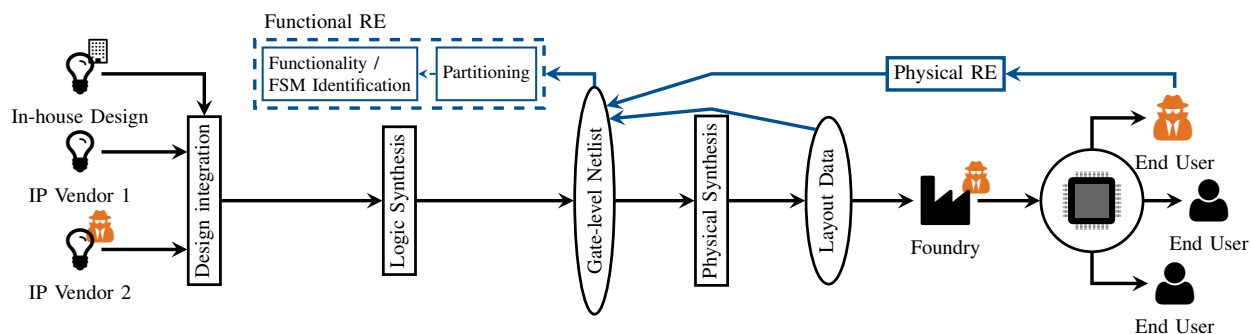 Functional RE
Functionality /
FSM Identification
Partitioning
Physical RE
In-house Design
IP Vendor 1
IP Vendor 2
Design integration
Logic Synthesis
Gate-level Netlist
Physical Synthesis
Layout Data
Foundry
End User
End User
End User